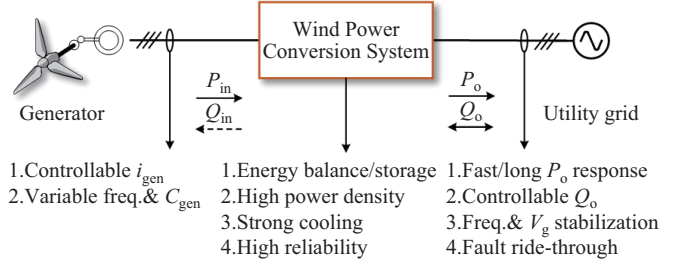 Wind Power
Conversion System
P_in
Q_in
P_o
Q_o
Generator
Utility grid
1.Controllable i_gen
2.Variable freq.& C_gen
1.Energy balance/storage
2.High power density
3.Strong cooling
4.High reliability
1.Fast/long P_o response
2.Controllable Q_o
3.Freq.& V_g stabilization
4.Fault ride-through